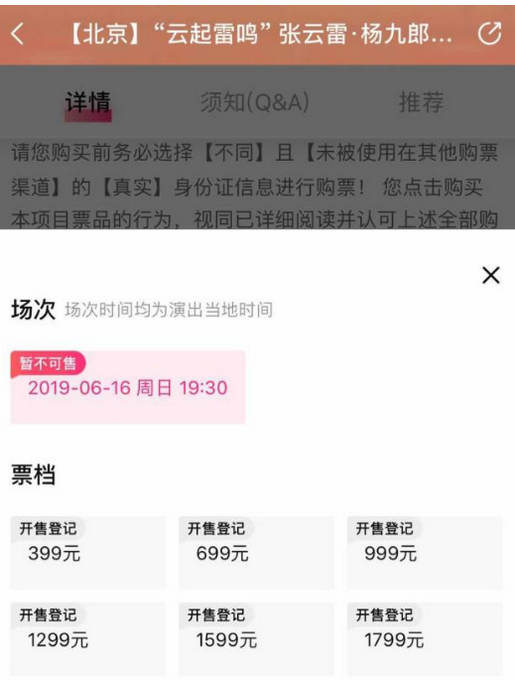 【北京】“云起雷鸣” 张云雷·杨九郎...
详情
须知(Q&A)
推荐
请您购买前务必选择【不同】且【未被使用在其他购票
渠道】的【真实】身份证信息进行购票！ 您点击购买
本项目票品的行为，视同已详细阅读并认可上述全部购
场次 场次时间均为演出当地时间
暂不可售
2019-06-16 周日 19:30
票档
开售登记
399元
开售登记
699元
开售登记
999元
开售登记
1299元
开售登记
1599元
开售登记
1799元